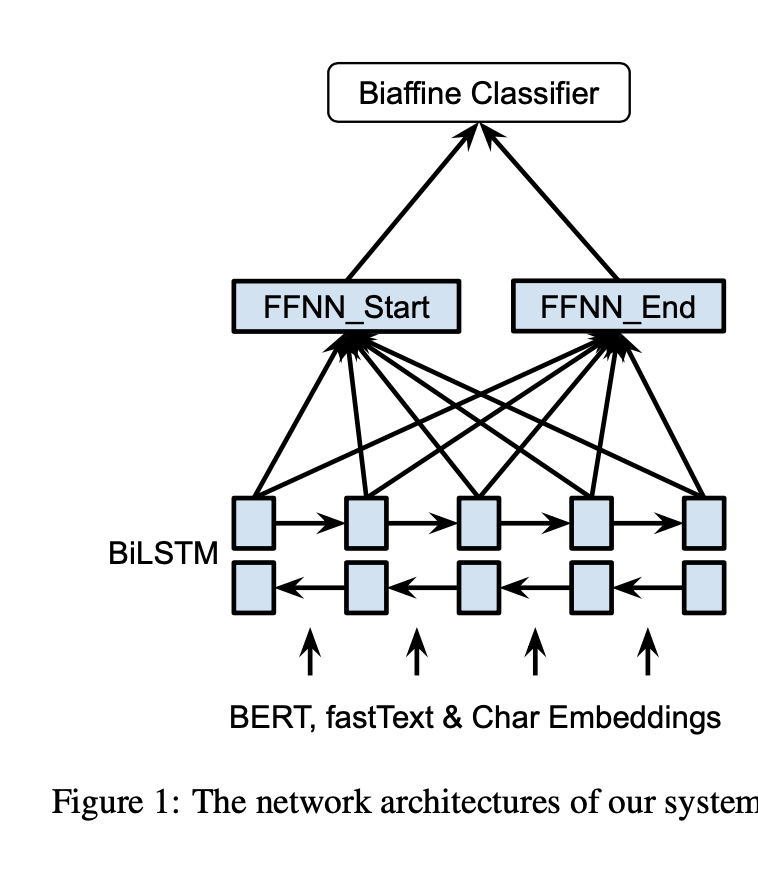 Biaffine Classifier
FFNN_Start
FFNN_End
BiLSTM
BERT, fastText & Char Embeddings
Figure 1: The network architectures of our system